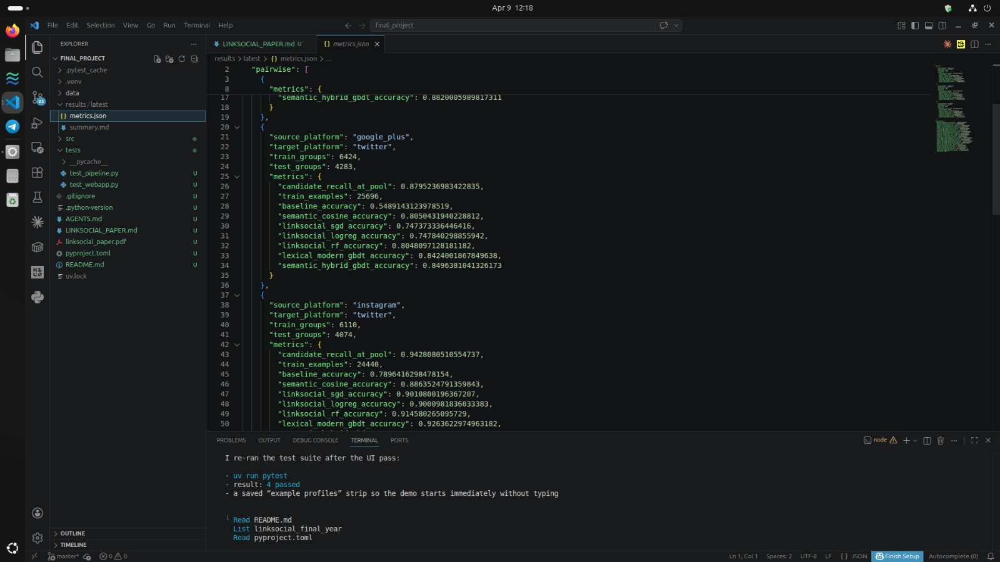 Apr 9 12:18
File Edit Selection View Go Run Terminal Help
final_project
EXPLORER
FINAL_PROJECT
.pytest_cache
.venv
data
results / latest
{} metrics.json
summary.md
src
tests
__pycache__
test_pipeline.py U
test_webapp.py U
.gitignore U
.python-version U
AGENTS.md U
LINKSOCIAL_PAPER.md U
linksocial_paper.pdf U
pyproject.toml U
README.md U
uv.lock
OUTLINE
TIMELINE
23
SSD
LINKSOCIAL_PAPER.md U
{} metrics.json
results > latest > {} metrics.json > ...
2 "pairwise": [
3 {
8 "metrics": {
17 "semantic_hybrid_gbdt_accuracy": 0.8820005989817311
18 }
19 },
20 {
21 "source_platform": "google_plus",
22 "target_platform": "twitter",
23 "train_groups": 6424,
24 "test_groups": 4283,
25 "metrics": {
26 "candidate_recall_at_pool": 0.8795236983422835,
27 "train_examples": 25696,
28 "baseline_accuracy": 0.5489143123978519,
29 "semantic_cosine_accuracy": 0.8050431940228812,
30 "linksocial_sgd_accuracy": 0.747373336446416,
31 "linksocial_logreg_accuracy": 0.747840298855942,
32 "linksocial_rf_accuracy": 0.8048097128181182,
33 "lexical_modern_gbdt_accuracy": 0.8424001867849638,
34 "semantic_hybrid_gbdt_accuracy": 0.8496381041326173
35 }
36 },
37 {
38 "source_platform": "instagram",
39 "target_platform": "twitter",
40 "train_groups": 6110,
41 "test_groups": 4074,
42 "metrics": {
43 "candidate_recall_at_pool": 0.9428080510554737,
44 "train_examples": 24440,
45 "baseline_accuracy": 0.7896416298478154,
46 "semantic_cosine_accuracy": 0.8863524791359843,
47 "linksocial_sgd_accuracy": 0.9010800196367207,
48 "linksocial_logreg_accuracy": 0.9000981836033383,
49 "linksocial_rf_accuracy": 0.914580265095729,
50 "lexical_modern_gbdt_accuracy": 0.9263622974963182,
PROBLEMS OUTPUT DEBUG CONSOLE TERMINAL PORTS
node
I re-ran the test suite after the UI pass:
- uv run pytest
- result: 4 passed
- a saved “example profiles” strip so the demo starts immediately without typing
└ Read README.md
List linksocial_final_year
Read pyproject.toml
master* 0 0
Ln 1, Col 1 Spaces: 2 UTF-8 LF {} JSON Finish Setup Autocomplete (0)